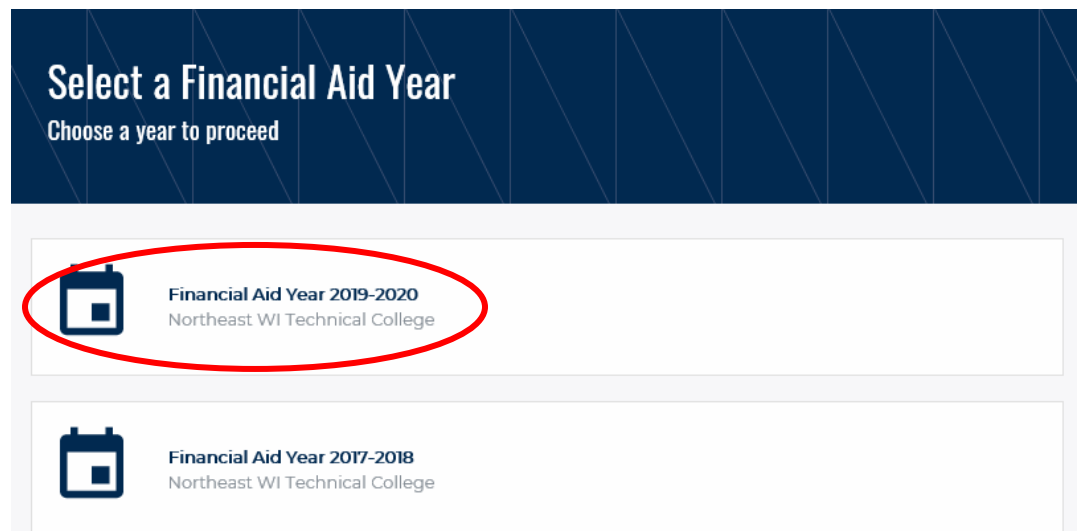 Select a Financial Aid Year
Choose a year to proceed
Financial Aid Year 2019-2020
Northeast WI Technical College
Financial Aid Year 2017-2018
Northeast WI Technical College